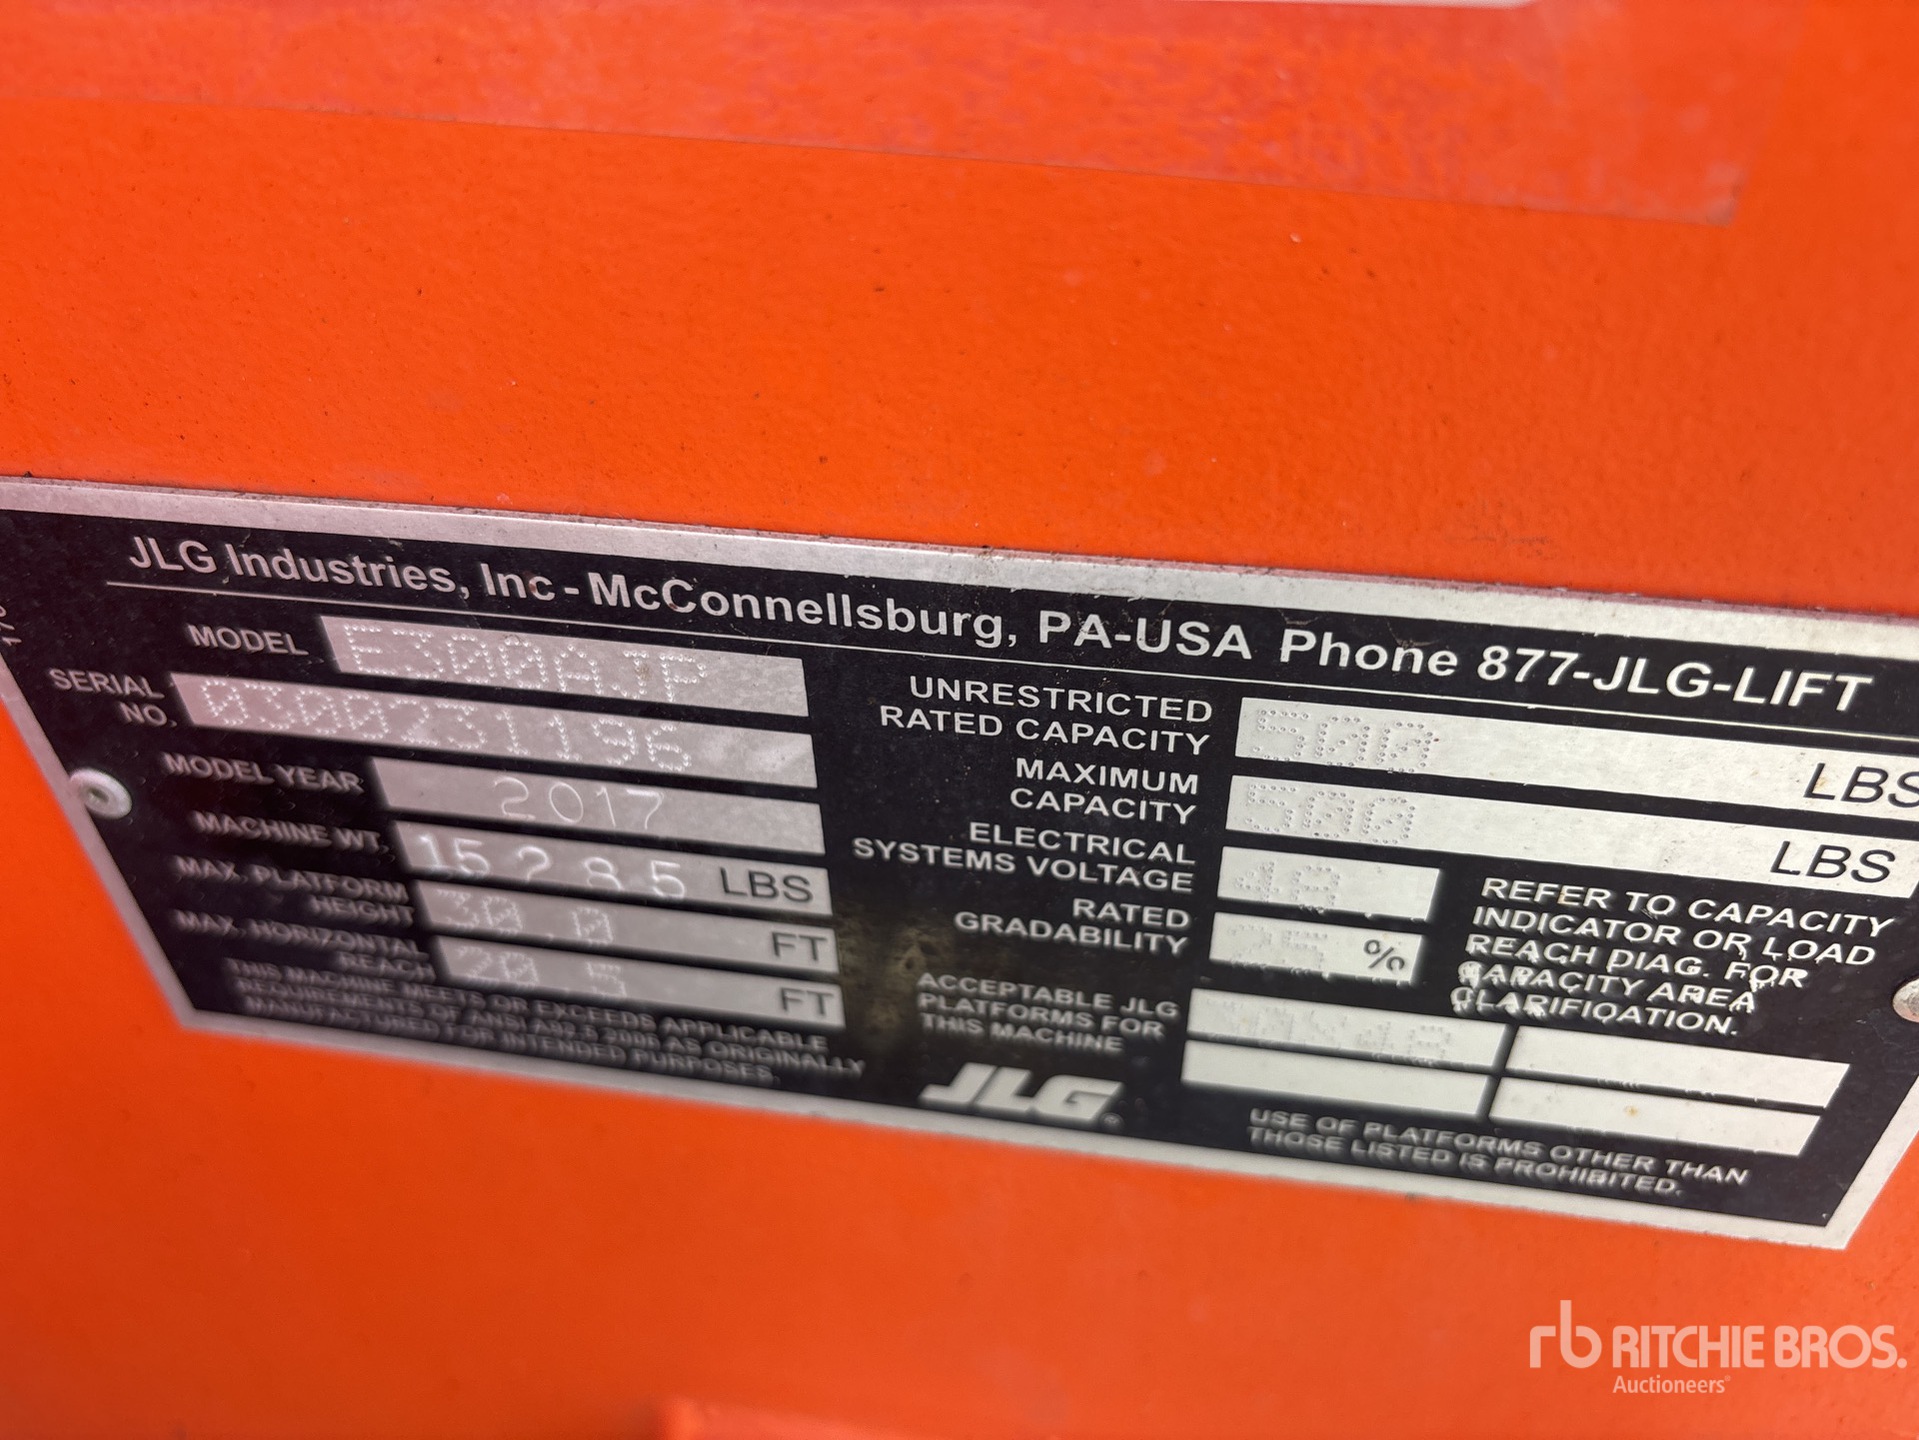 JLG Industries, Inc - McConnellsburg, PA-USA Phone 877-JLG-LIFT
MODEL E300AJP
SERIAL NO. 0300231196
MODEL YEAR 2017
MACHINE WT. 15285 LBS
MAX. PLATFORM HEIGHT 30.0 FT
MAX. HORIZONTAL REACH 20.5 FT
THIS MACHINE MEETS OR EXCEEDS APPLICABLE
REQUIREMENTS OF ANSI A92.5 2006 AS ORIGINALLY
MANUFACTURED FOR INTENDED PURPOSES.
UNRESTRICTED RATED CAPACITY 500 LBS
MAXIMUM CAPACITY 500 LBS
ELECTRICAL SYSTEMS VOLTAGE 48
RATED GRADABILITY 25 %
REFER TO CAPACITY
INDICATOR OR LOAD
REACH DIAG. FOR
CAPACITY AREA
CLARIFICATION.
ACCEPTABLE JLG
PLATFORMS FOR
THIS MACHINE 30X48
JLG®
USE OF PLATFORMS OTHER THAN
THOSE LISTED IS PROHIBITED.
rb RITCHIE BROS.
Auctioneers